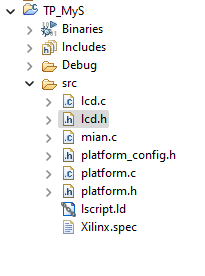 TP_MyS
Binaries
Includes
Debug
src
lcd.c
lcd.h
mian.c
platform_config.h
platform.c
platform.h
lscript.ld
Xilinx.spec